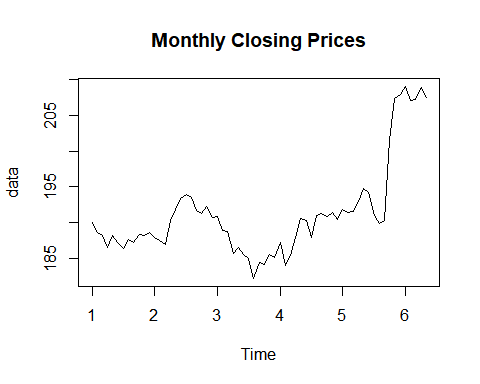 Monthly Closing Prices
data
205
195
185
1 2 3 4 5 6
Time